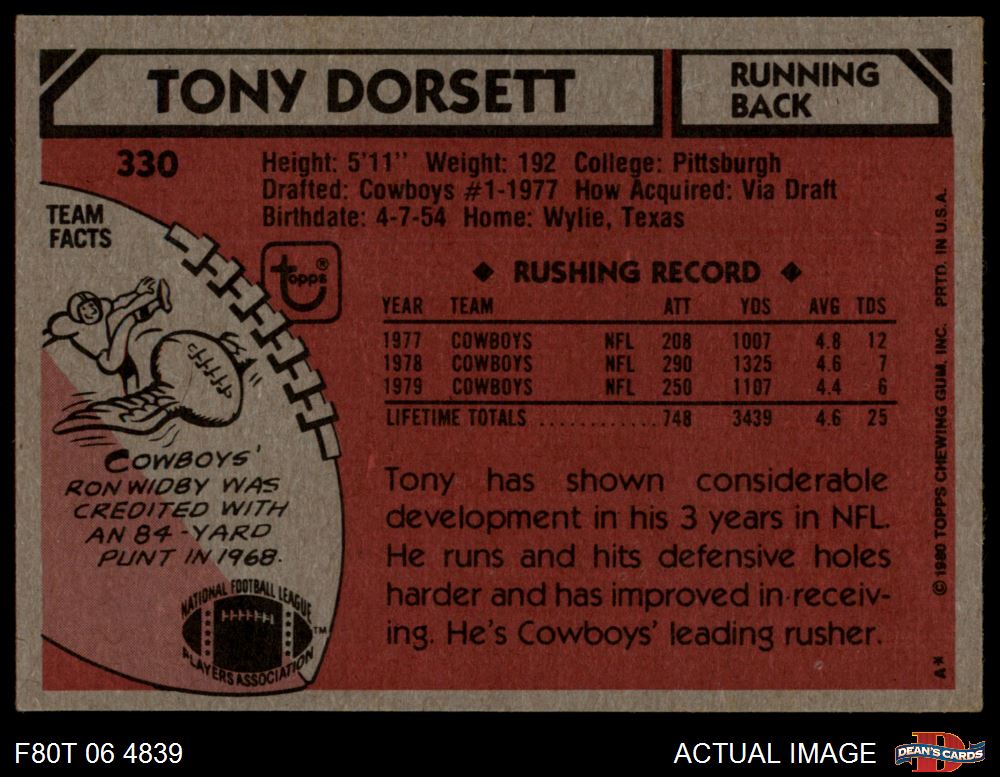 TONY DORSETT
RUNNING
BACK
330
Height: 5'11" Weight: 192 College: Pittsburgh
Drafted: Cowboys #1-1977 How Acquired: Via Draft
Birthdate: 4-7-54 Home: Wylie, Texas
TEAM
FACTS
topps®
◆ RUSHING RECORD ◆
YEAR TEAM ATT YDS AVG TDS
1977 COWBOYS NFL 208 1007 4.8 12
1978 COWBOYS NFL 290 1325 4.6 7
1979 COWBOYS NFL 250 1107 4.4 6
LIFETIME TOTALS ............ 748 3439 4.6 25
COWBOYS'
RON WIDBY WAS
CREDITED WITH
AN 84-YARD
PUNT IN 1968.
NATIONAL FOOTBALL LEAGUE
PLAYERS ASSOCIATION
TM
Tony has shown considerable
development in his 3 years in NFL.
He runs and hits defensive holes
harder and has improved in receiv-
ing. He's Cowboys' leading rusher.
A*
© 1980 TOPPS CHEWING GUM, INC. PRTD. IN U.S.A.
F80T 06 4839
ACTUAL IMAGE
D
DEAN'S CARDS